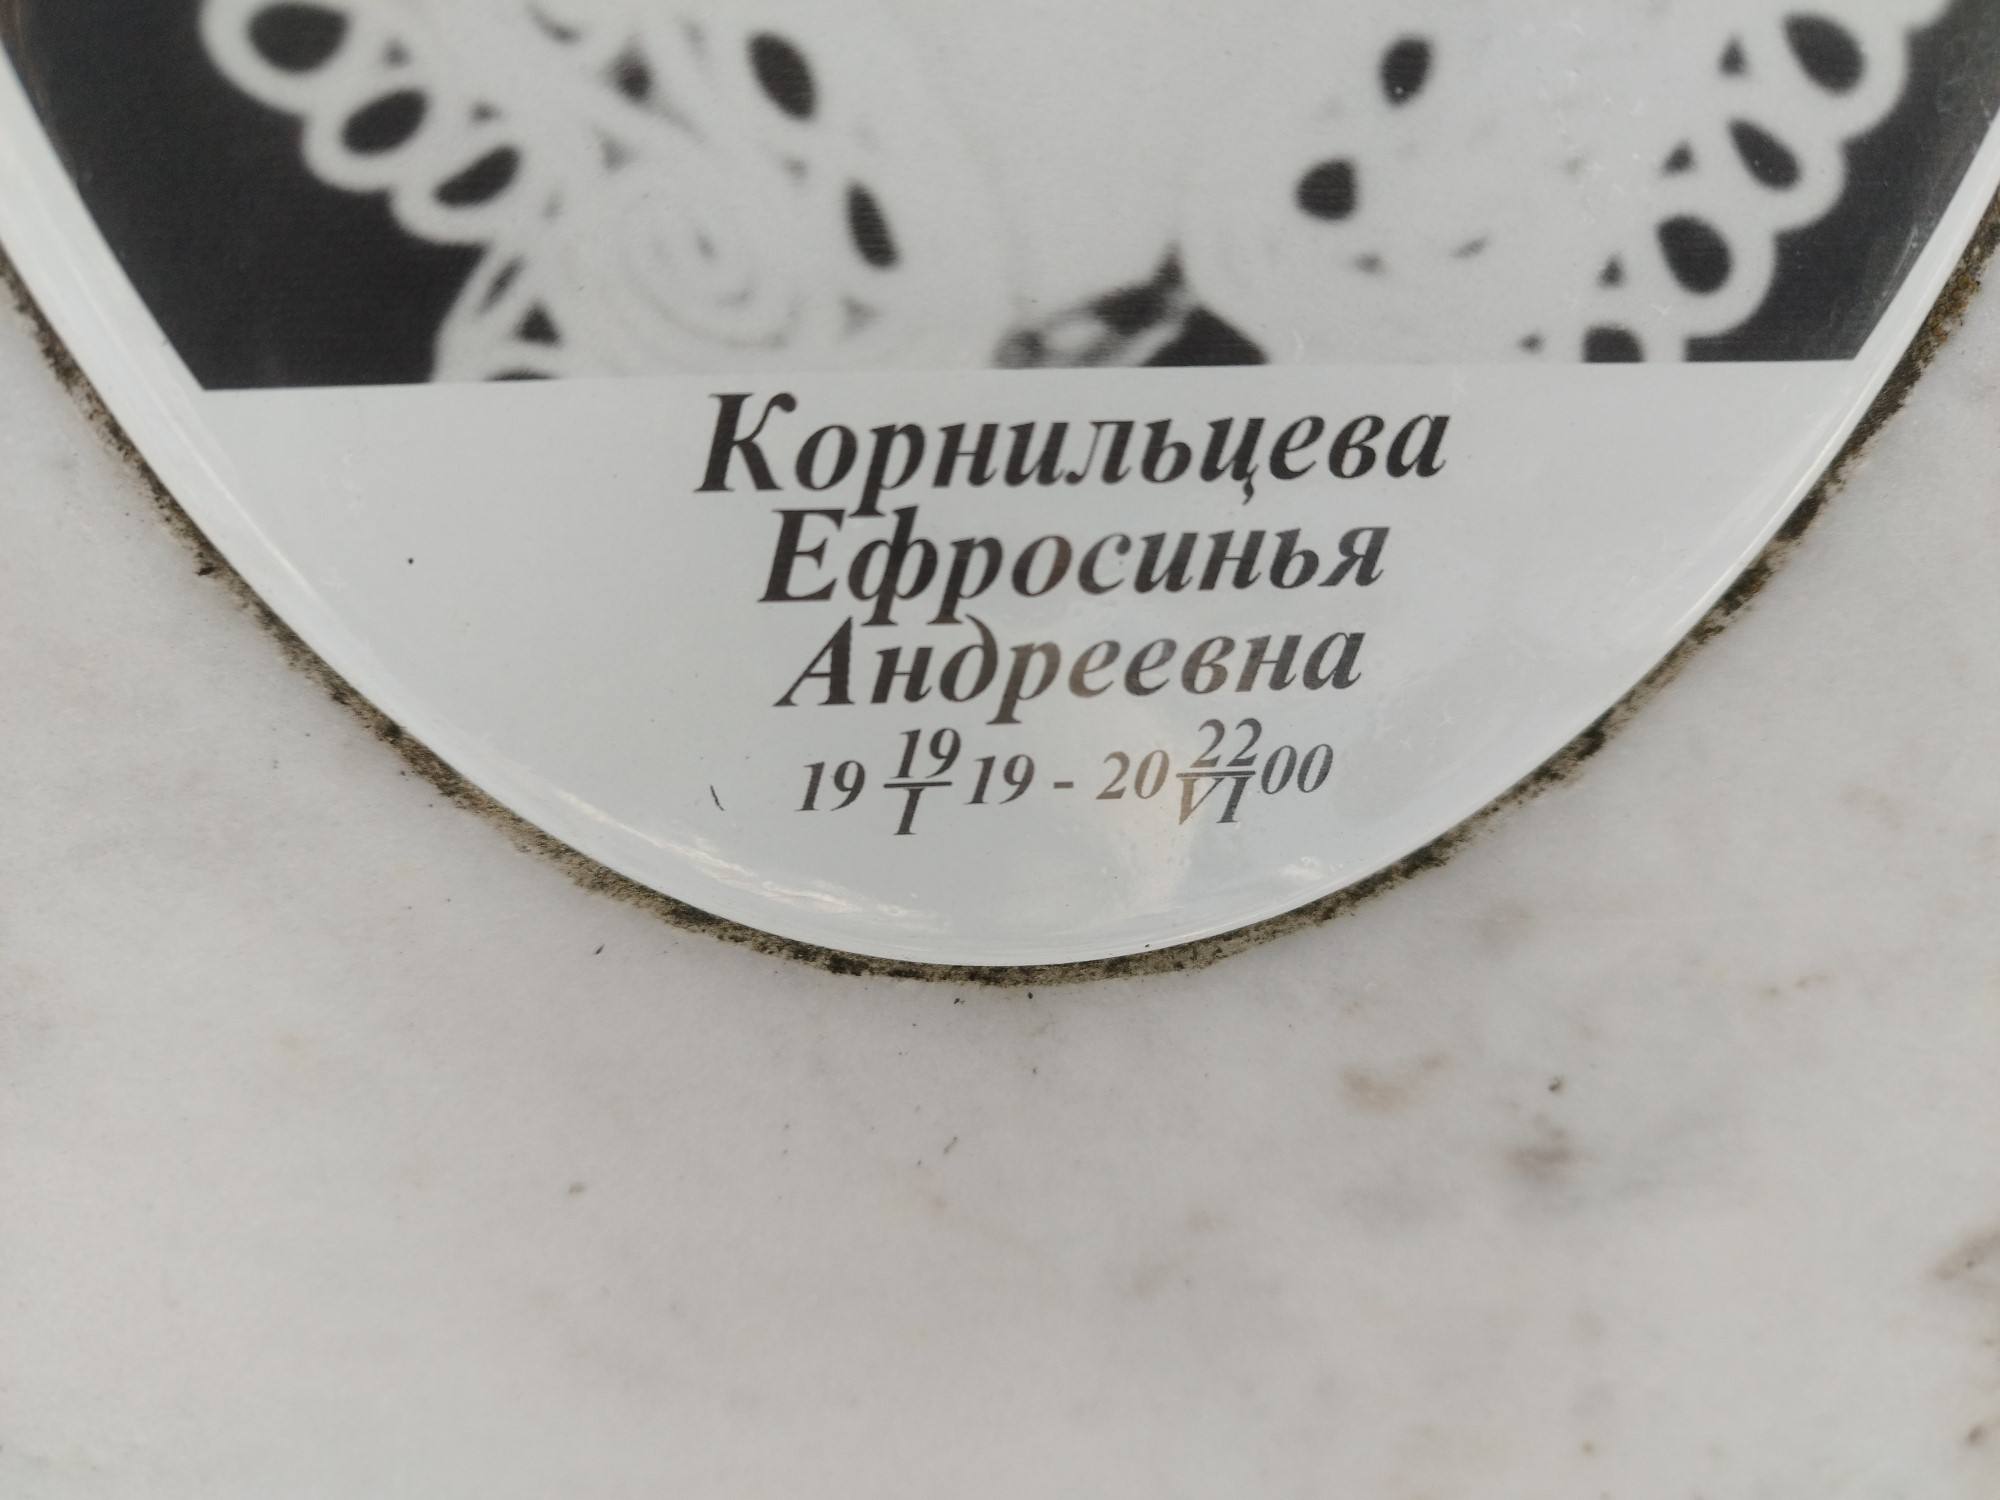 Корнильцева
Ефросинья
Андреевна
19 19/I 19 - 20 22/VI 00